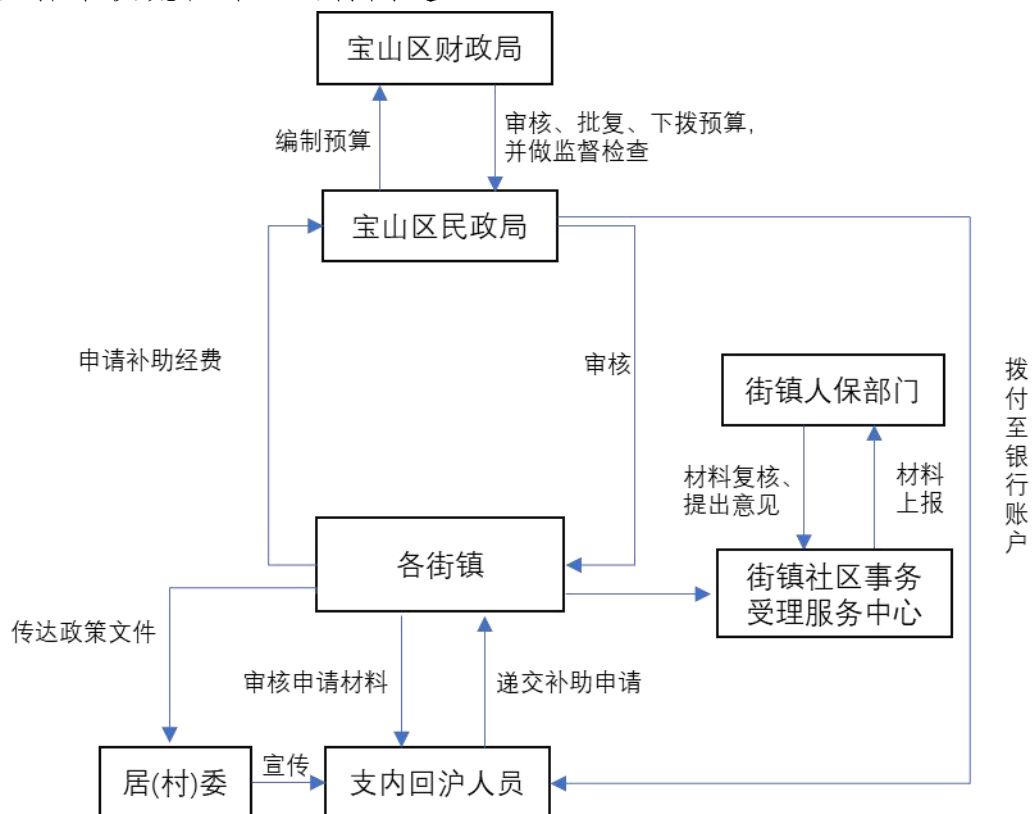 宝山区财政局
编制预算
审核、批复、下拨预算,
并做监督检查
宝山区民政局
申请补助经费
审核
街镇人保部门
拨付至银行账户
材料复核、
提出意见
材料
上报
各街镇
街镇社区事务
受理服务中心
传达政策文件
审核申请材料
递交补助申请
居(村)委
宣传
支内回沪人员